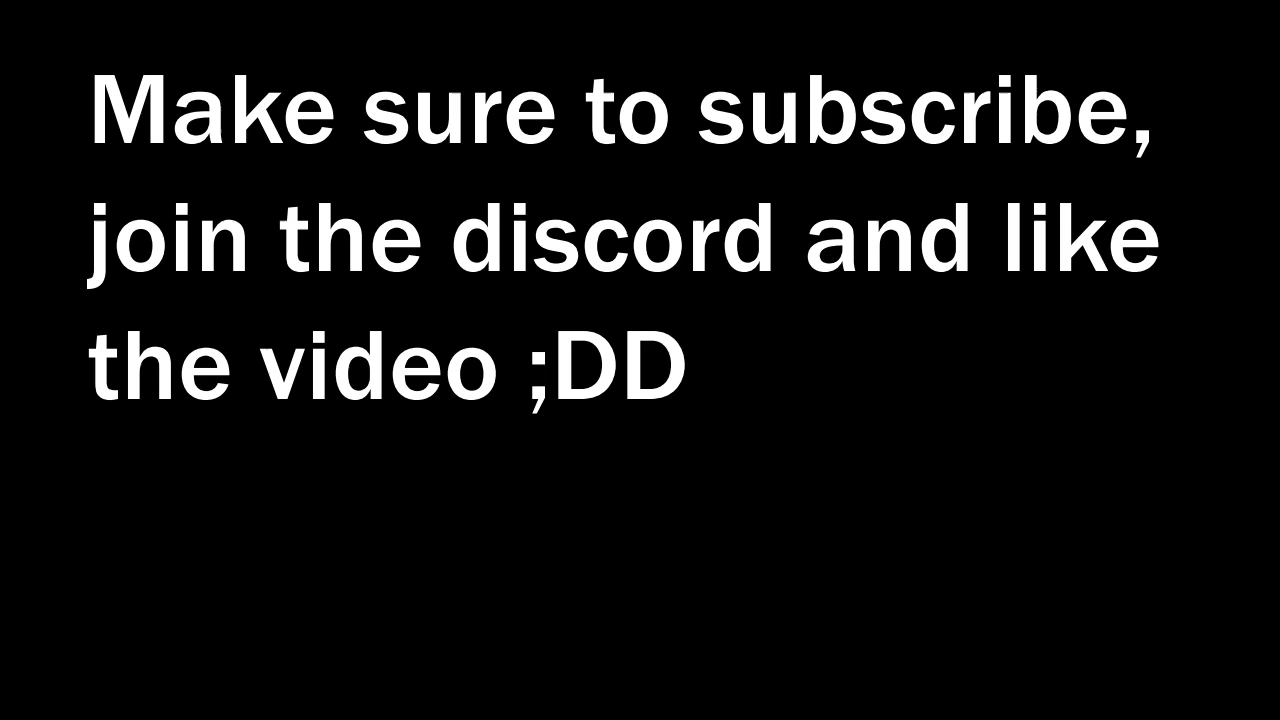 Make sure to subscribe,
join the discord and like
the video ;DD